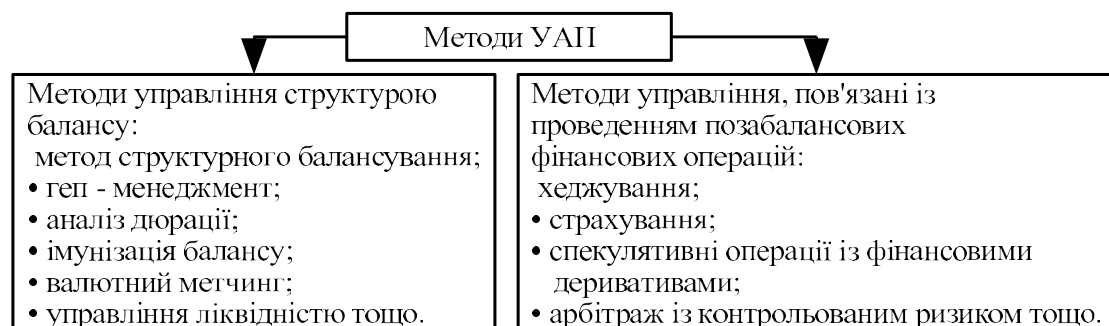 Методи УАП
Методи управління структурою
балансу:
метод структурного балансування;
• геп - менеджмент;
• аналіз дюрації;
• імунізація балансу;
• валютний метчинг;
• управління ліквідністю тощо.
Методи управління, пов'язані із
проведенням позабалансових
фінансових операцій:
хеджування;
• страхування;
• спекулятивні операції із фінансовими
деривативами;
• арбітраж із контрольованим ризиком тощо.